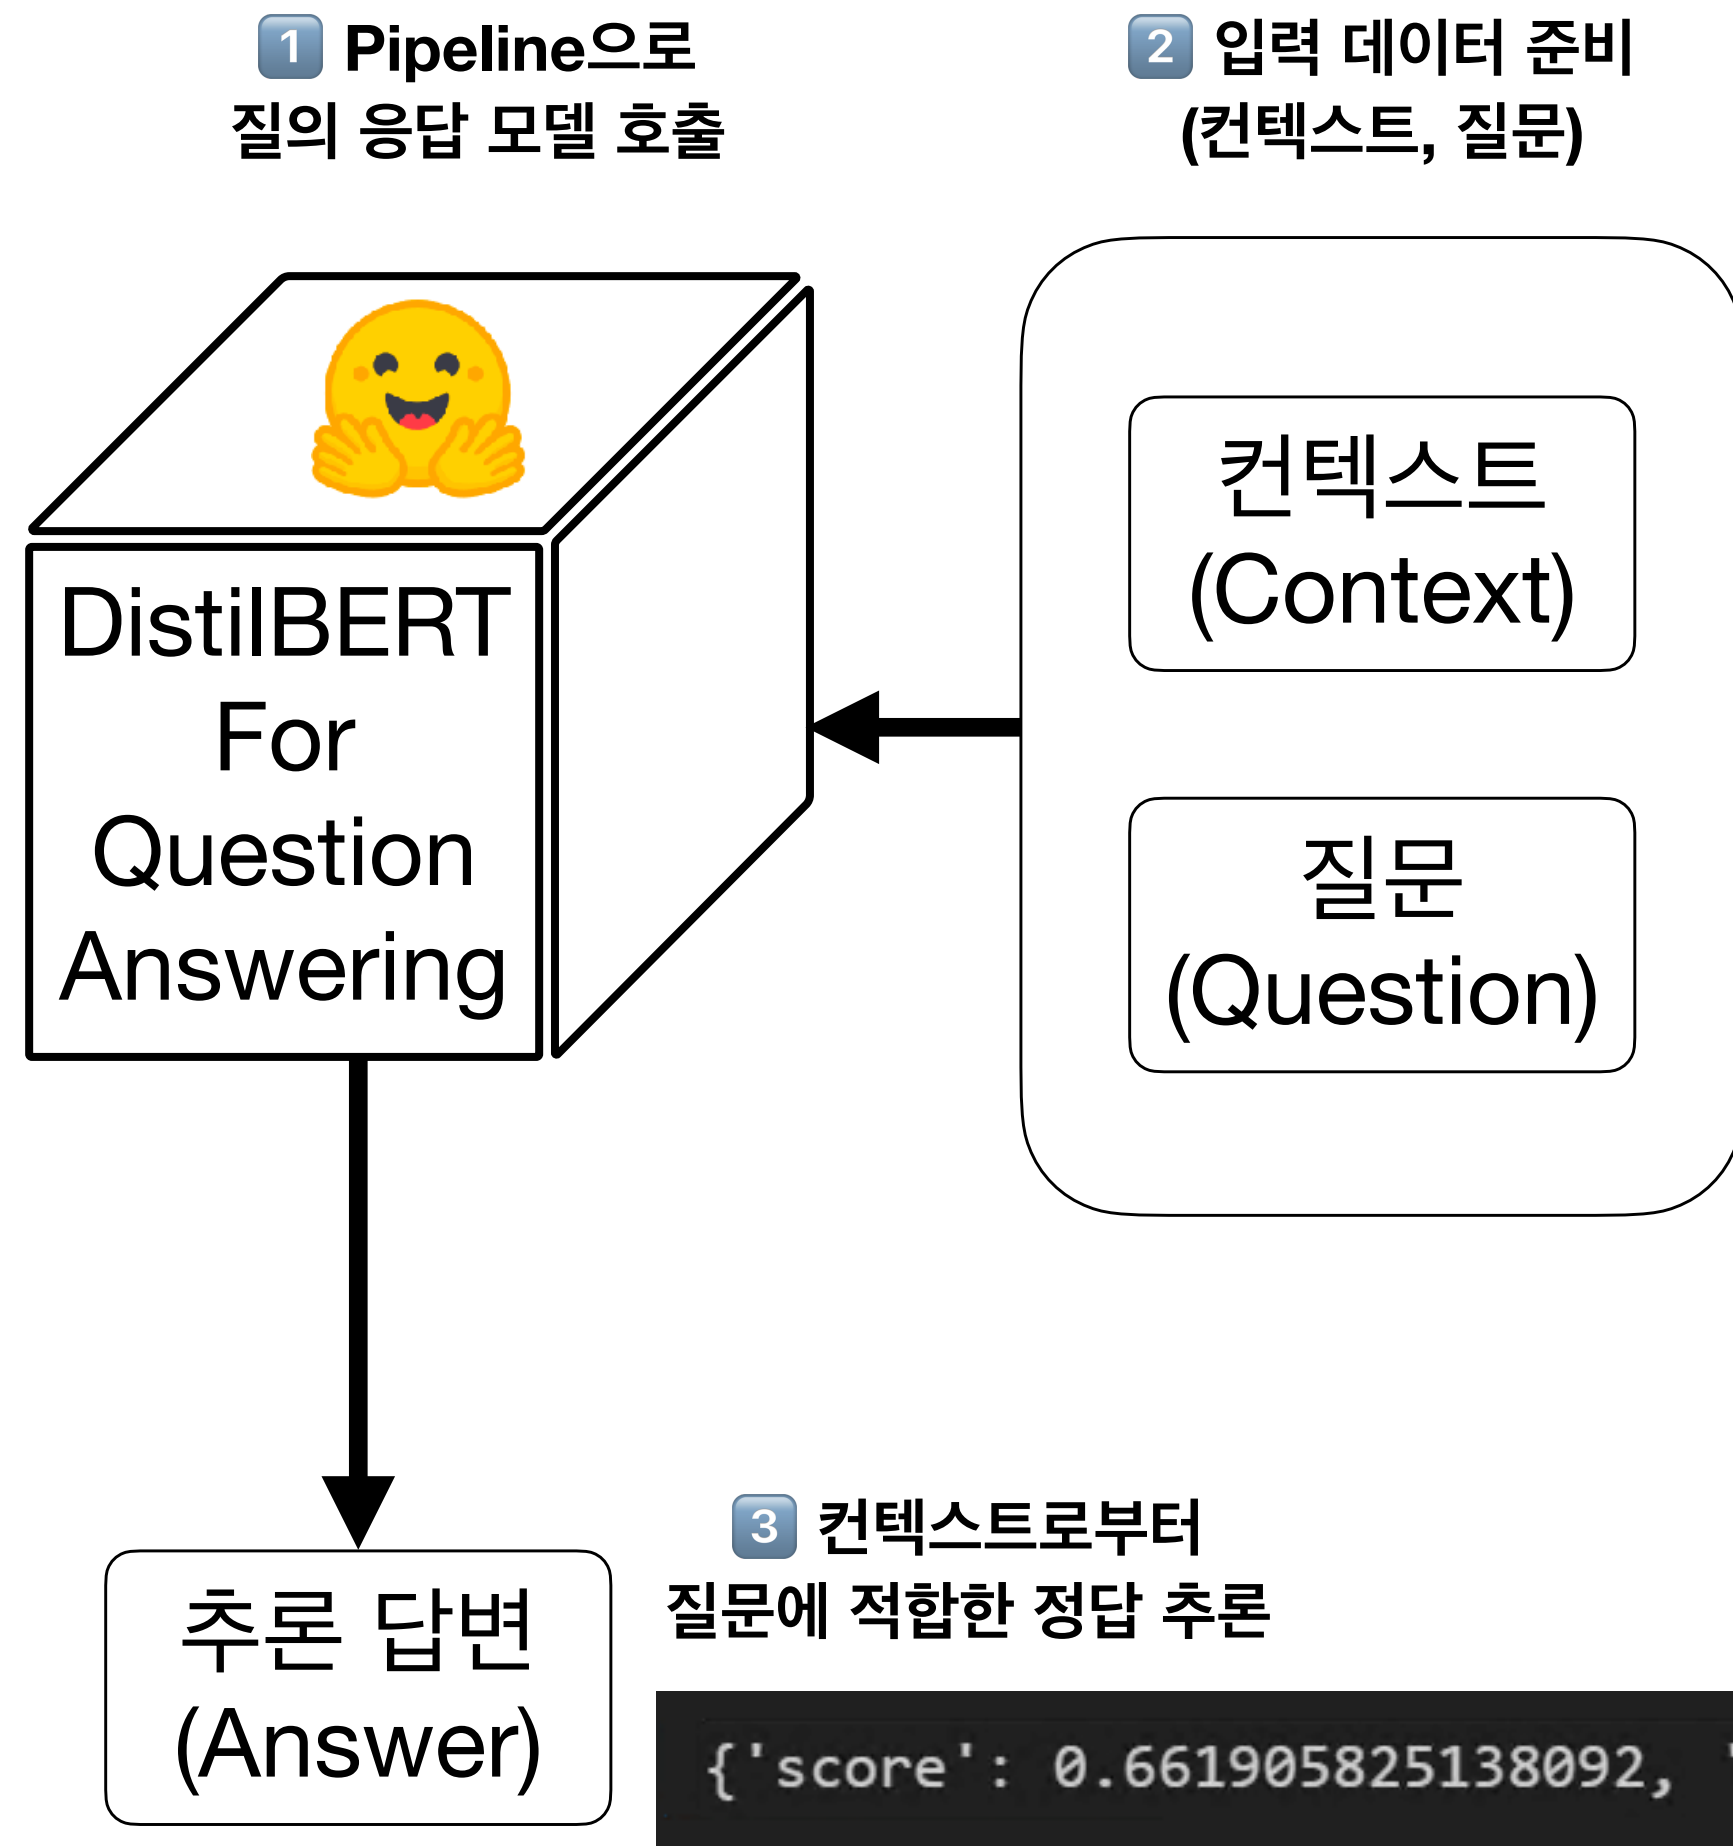 1 Pipeline으로
질의 응답 모델 호출
2 입력 데이터 준비
(컨텍스트, 질문)
DistilBERT
For
Question
Answering
컨텍스트
(Context)
질문
(Question)
3 컨텍스트로부터
질문에 적합한 정답 추론
추론 답변
(Answer)
{'score': 0.661905825138092, '